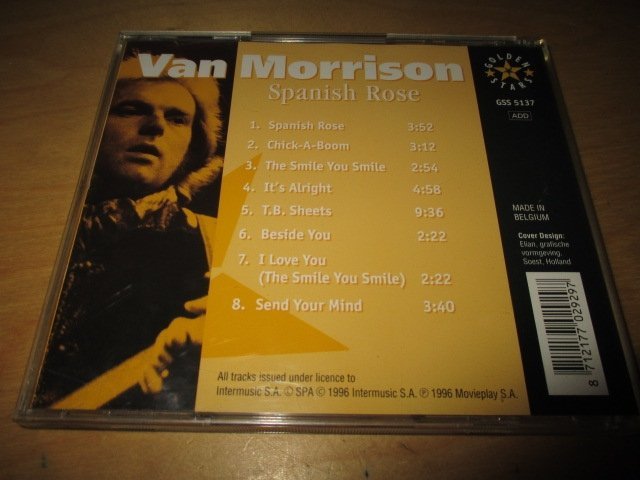 Van Morrison
Spanish Rose
1. Spanish Rose 3:52
2. Chick-A-Boom 3:12
3. The Smile You Smile 2:54
4. It's Alright 4:58
5. T.B. Sheets 9:36
6. Beside You 2:22
7. I Love You
(The Smile You Smile) 2:22
8. Send Your Mind 3:40
All tracks issued under licence to
Intermusic S.A. © SPA © 1996 Intermusic S.A. ℗ 1996 Movieplay S.A.
GOLDEN
STARS
GSS 5137
ADD
MADE IN
BELGIUM
Cover Design:
Elian, grafische
vormgeving,
Soest, Holland
8 712177 029297